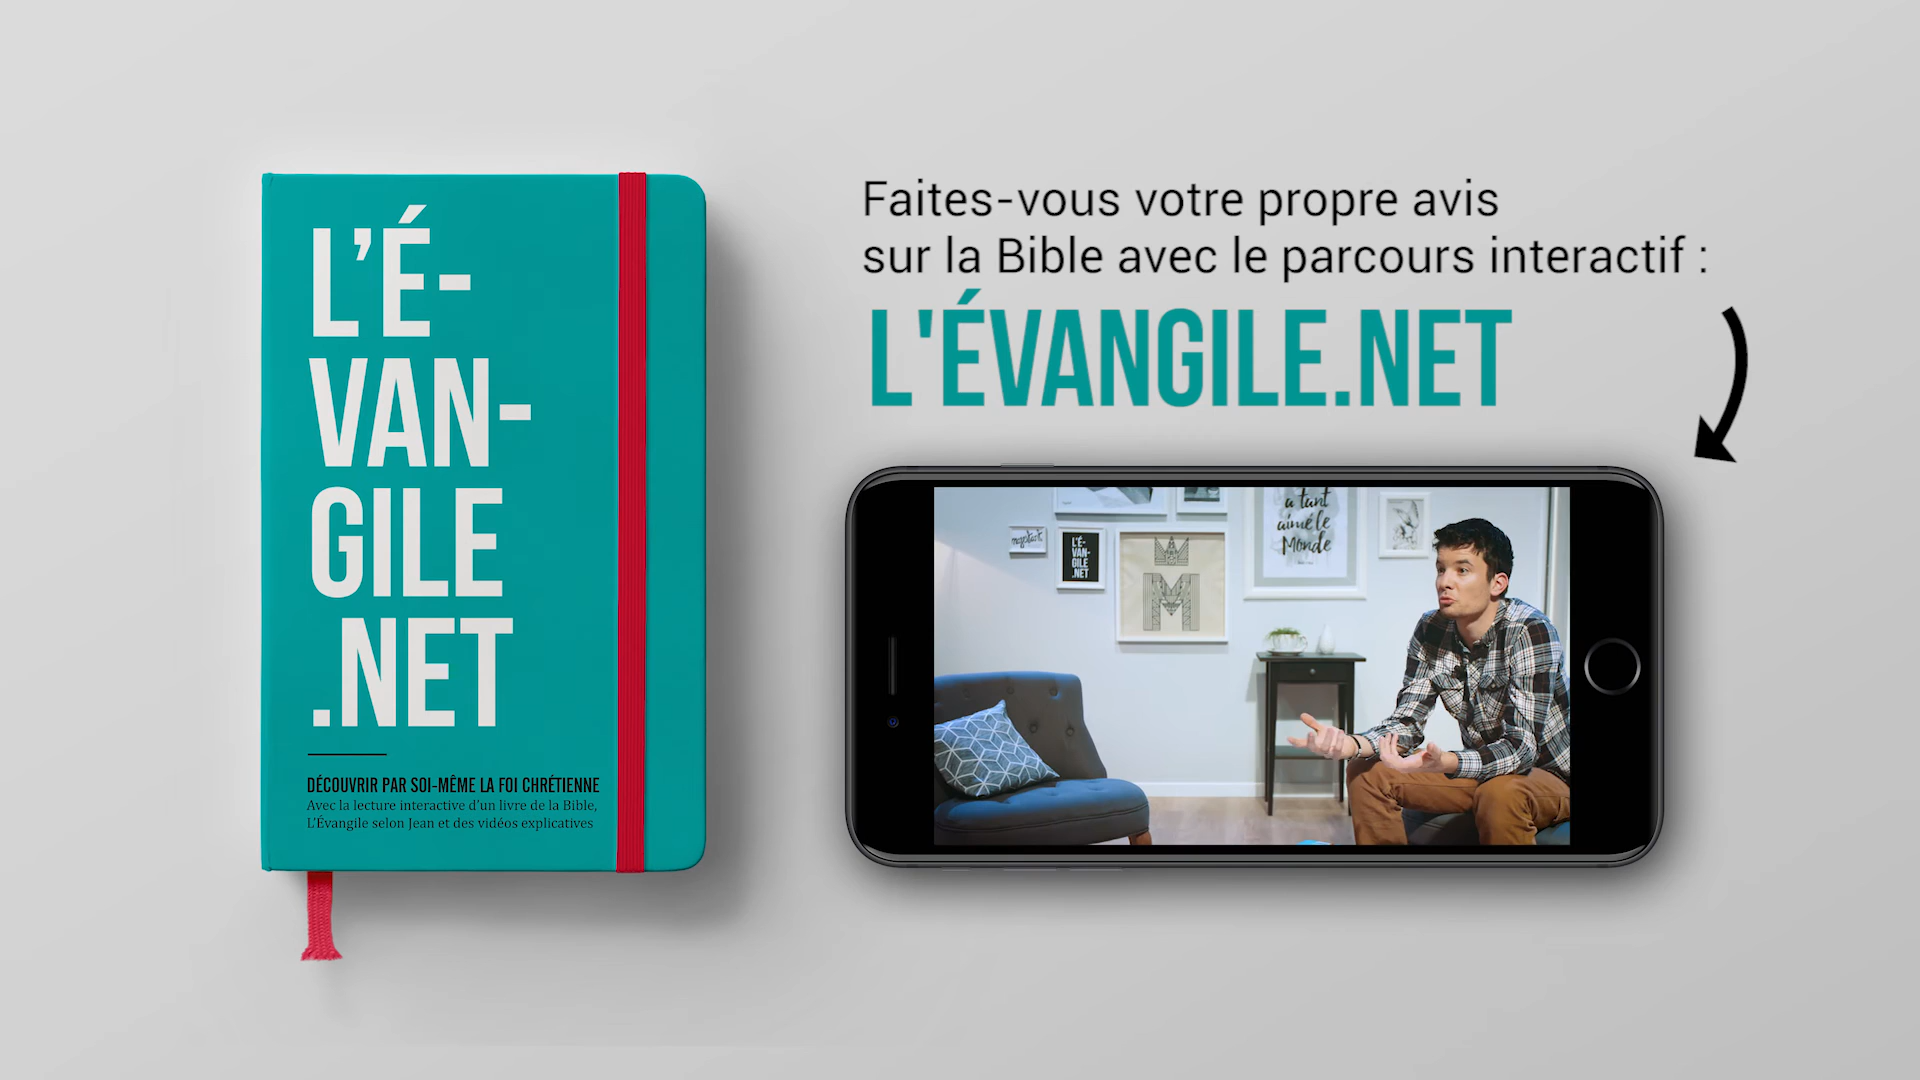 L'É-
VAN-
GILE
.NET
DÉCOUVRIR PAR SOI-MÊME LA FOI CHRÉTIENNE
Avec la lecture interactive d'un livre de la Bible,
L'Évangile selon Jean et des vidéos explicatives
Faites-vous votre propre avis
sur la Bible avec le parcours interactif :
L'ÉVANGILE.NET
L'É-
VAN-
GILE
.NET
a tant
aimé le
Monde